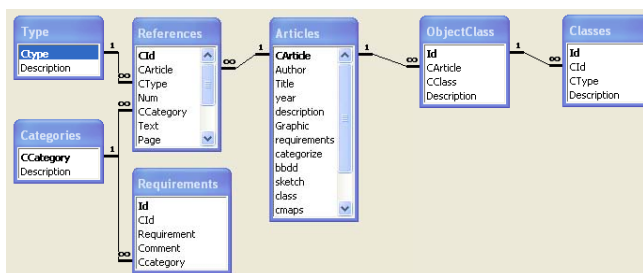 Type
Ctype
Description
1
∞
References
CId
CArticle
CType
Num
CCategory
Text
Page
∞
∞
1
Articles
CArticle
Author
Title
year
description
Graphic
requirements
categorize
bbdd
sketch
class
cmaps
1
∞
ObjectClass
Id
CArticle
CClass
Description
1
∞
Classes
Id
CId
CType
Description
Categories
CCategory
Description
1
Requirements
Id
CId
Requirement
Comment
Ccategory
∞